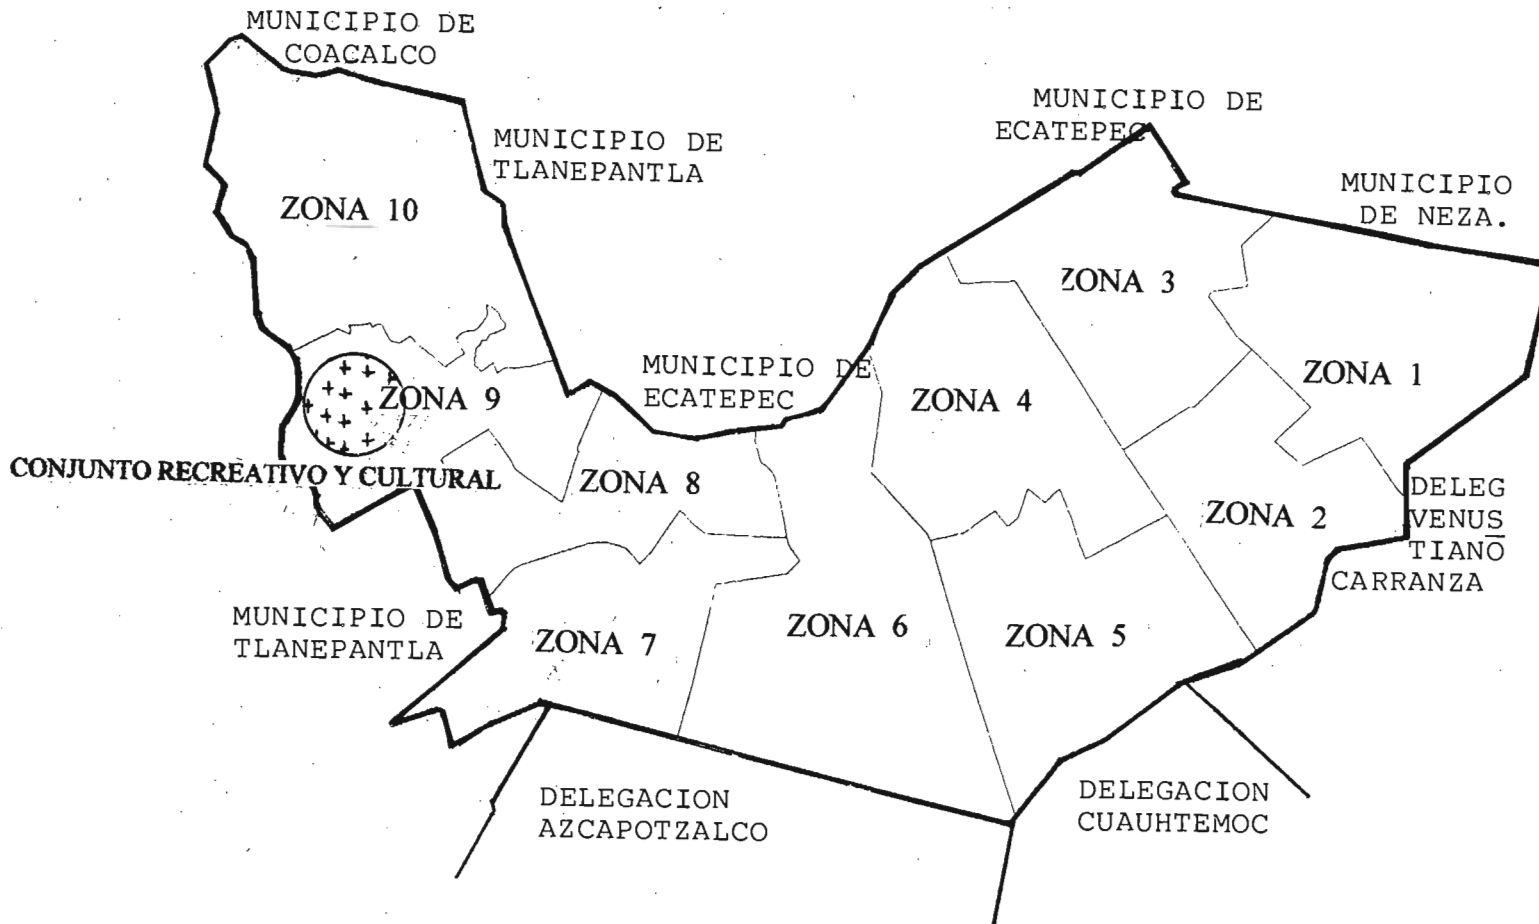 MUNICIPIO DE
COACALCO
MUNICIPIO DE
TLANEPANTLA
MUNICIPIO DE
ECATEPEC
MUNICIPIO
DE NEZA.
ZONA 10
ZONA 3
MUNICIPIO DE
ECATEPEC
ZONA 9
ZONA 4
ZONA 1
CONJUNTO RECREATIVO Y CULTURAL
ZONA 8
ZONA 2
DELEG
VENUS
TIANO
CARRANZA
MUNICIPIO DE
TLANEPANTLA
ZONA 7
ZONA 6
ZONA 5
DELEGACION
AZCAPOTZALCO
DELEGACION
CUAUHTEMOC